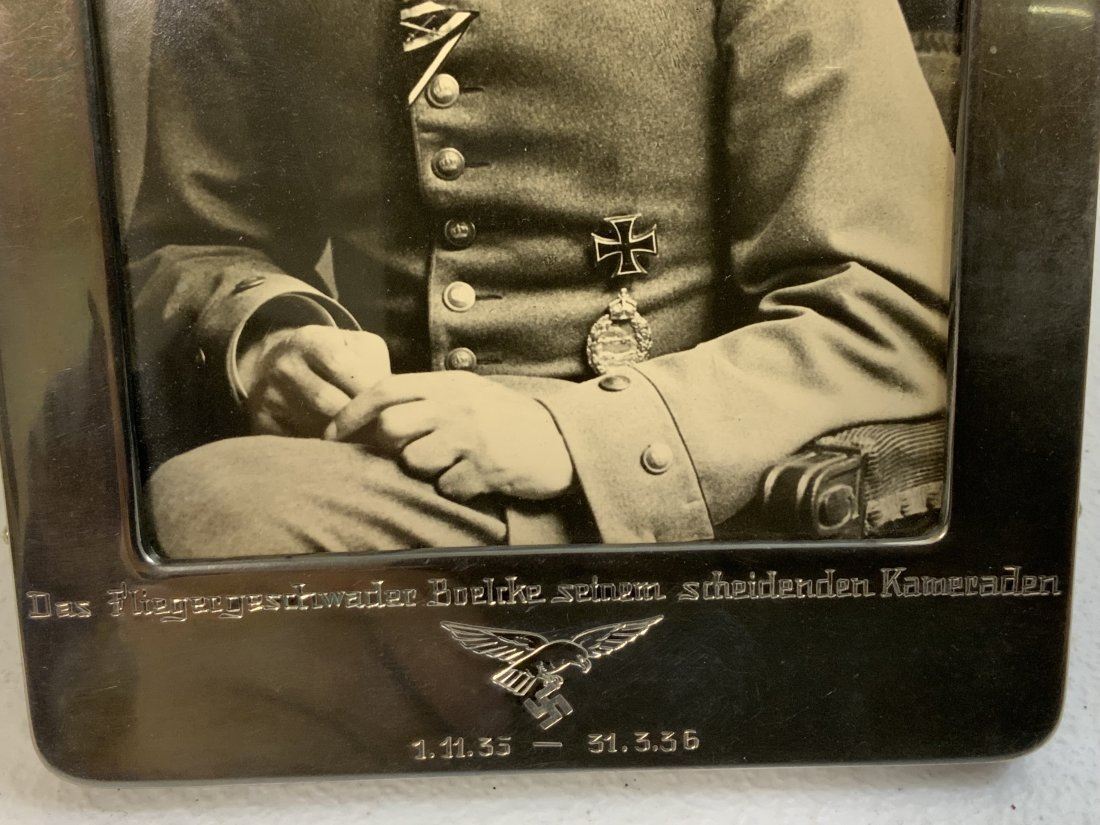 Das Fliegergeschwader Boelcke seinem scheidenden Kameraden
1.11.35 — 31.3.36